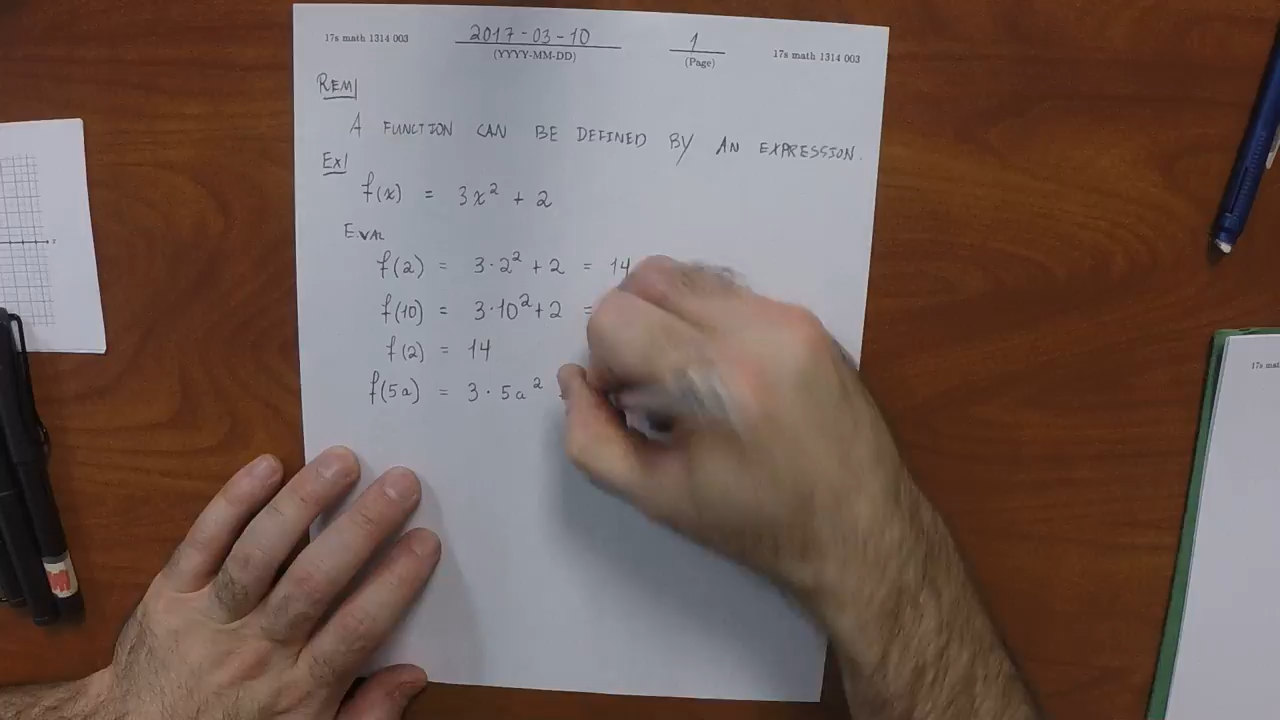 17s math 1314 003 2017-03-10 1 17s math 1314 003
(YYYY-MM-DD) (Page)
REM
A FUNCTION CAN BE DEFINED BY AN EXPRESSION.
EX
f(x) = 3x² + 2
EVAL
f(2) = 3·2² + 2 = 14
f(10) = 3·10² + 2 =
f(2) = 14
f(5a) = 3·5a²
x